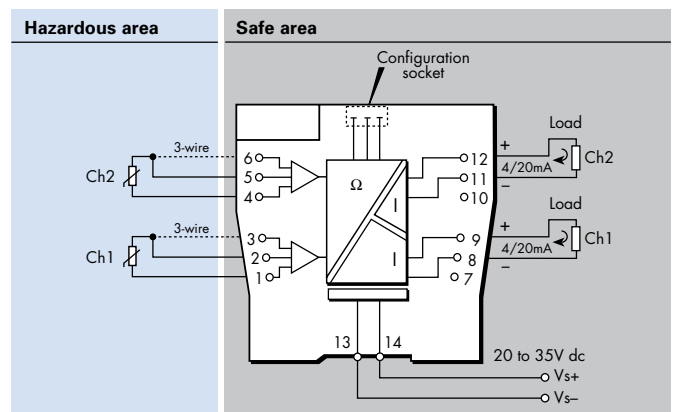 Hazardous area
Safe area
Configuration
socket
Load
3-wire
6
5
4
Ch2
Ω
I
I
12
11
10
+
4/20mA
–
Ch2
Load
3-wire
3
2
1
Ch1
9
8
7
+
4/20mA
–
Ch1
13
14
20 to 35V dc
Vs+
Vs–